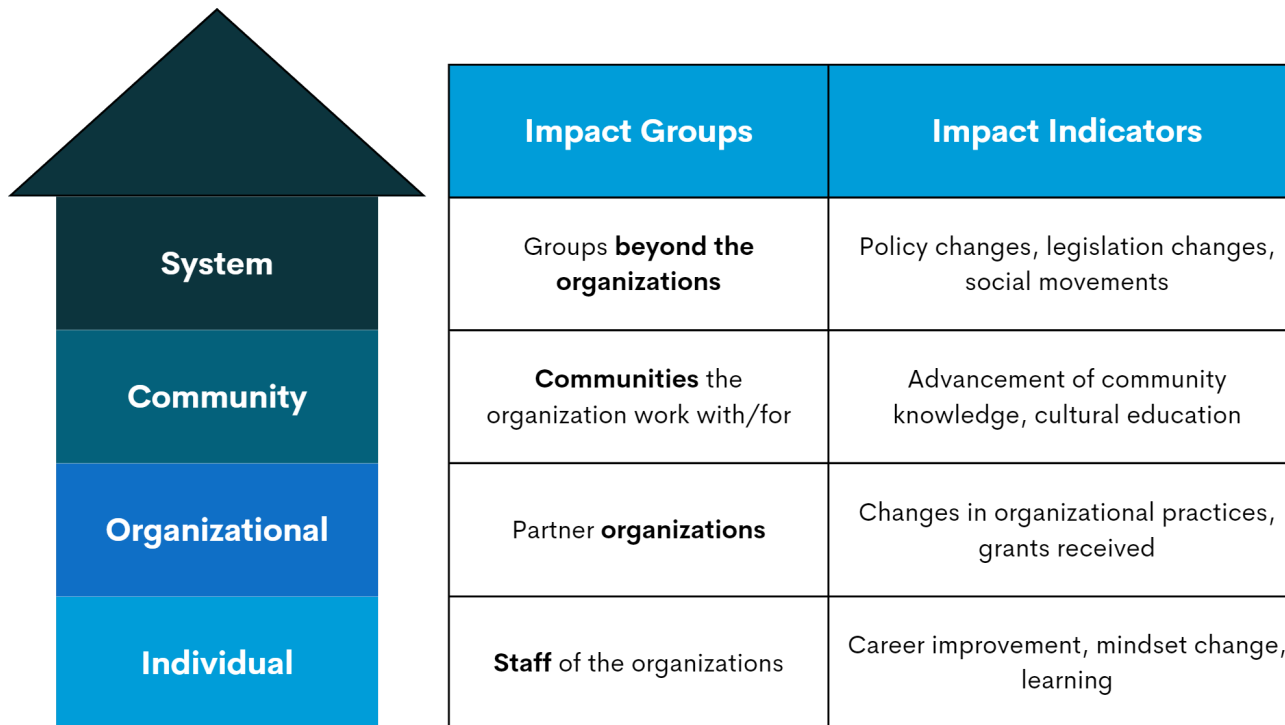 Impact Groups
Impact Indicators
System
Groups beyond the
organizations
Policy changes, legislation changes,
social movements
Community
Communities the
organization work with/for
Advancement of community
knowledge, cultural education
Organizational
Partner organizations
Changes in organizational practices,
grants received
Individual
Staff of the organizations
Career improvement, mindset change,
learning